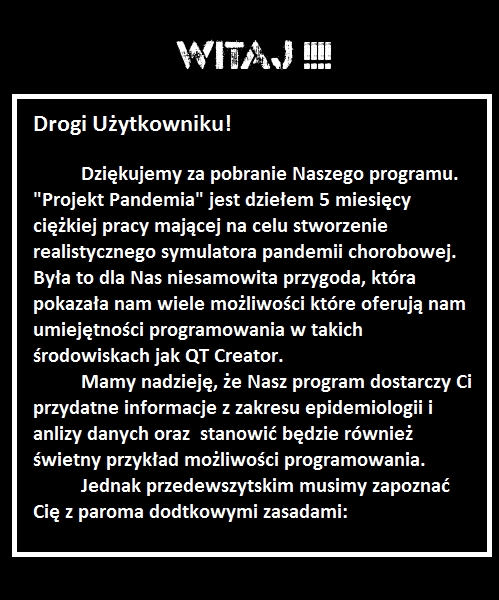 WITAJ !!!!
Drogi Użytkowniku!
Dziękujemy za pobranie Naszego programu.
"Projekt Pandemia" jest dziełem 5 miesięcy
ciężkiej pracy mającej na celu stworzenie
realistycznego symulatora pandemii chorobowej.
Była to dla Nas niesamowita przygoda, która
pokazała nam wiele możliwości które oferują nam
umiejętności programowania w takich
środowiskach jak QT Creator.
Mamy nadzieję, że Nasz program dostarczy Ci
przydatne informacje z zakresu epidemiologii i
anlizy danych oraz  stanowić będzie również
świetny przykład możliwości programowania.
Jednak przedewszytskim musimy zapoznać
Cię z paroma dodtkowymi zasadami: